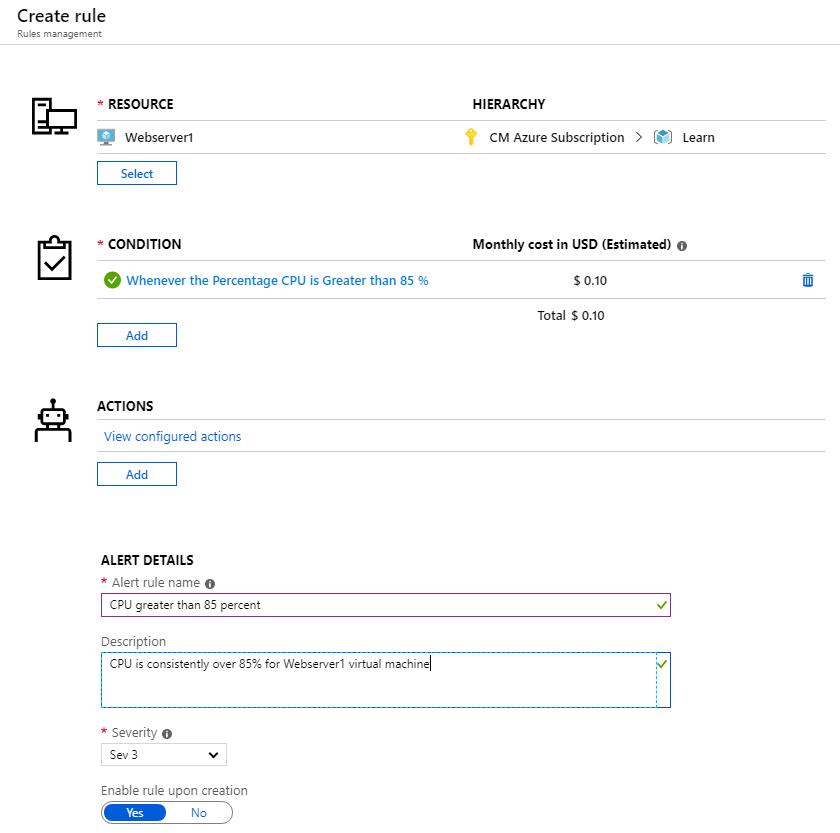 Create rule
Rules management
* RESOURCE HIERARCHY
Webserver1 CM Azure Subscription > Learn
Select
* CONDITION Monthly cost in USD (Estimated)
Whenever the Percentage CPU is Greater than 85 % $ 0.10
Total $ 0.10
Add
ACTIONS
View configured actions
Add
ALERT DETAILS
* Alert rule name
CPU greater than 85 percent
Description
CPU is consistently over 85% for Webserver1 virtual machine
* Severity
Sev 3
Enable rule upon creation
Yes No